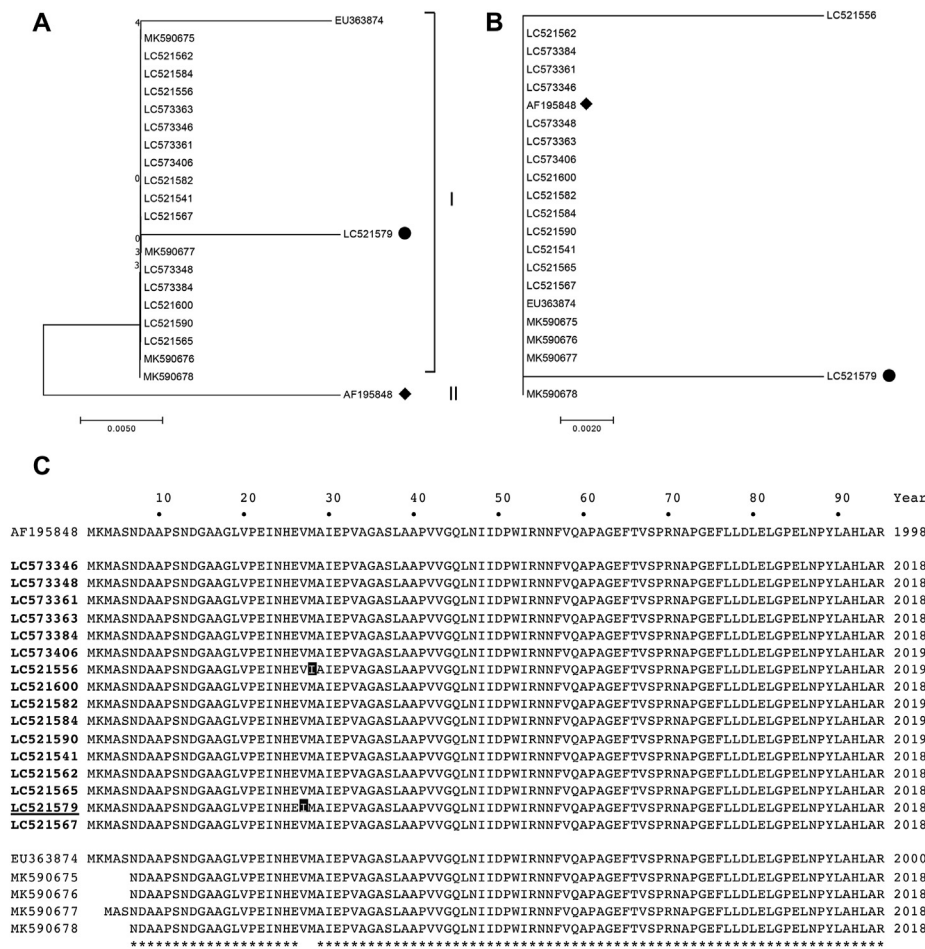 A
4
EU363874
MK590675
LC521562
LC521584
LC521556
LC573363
LC573346
LC573361
LC573406
0
LC521582
LC521541
LC521567
I
0
LC521579
3
MK590677
3
LC573348
LC573384
LC521600
LC521590
LC521565
MK590676
MK590678
AF195848
II
0.0050
B
LC521556
LC521562
LC573384
LC573361
LC573346
AF195848
LC573348
LC573363
LC573406
LC521600
LC521582
LC521584
LC521590
LC521541
LC521565
LC521567
EU363874
MK590675
MK590676
MK590677
LC521579
MK590678
0.0020
C
10 20 30 40 50 60 70 80 90 Year
AF195848 MKMASNDAAPSNDGAAGLVPEINHEVMAIEPVAGASLAAPVVGQLNIIDPWIRNNFVQAPAGEFTVSPRNAPGEFLLDLELGPELNPYLAHLAR 1998
LC573346 MKMASNDAAPSNDGAAGLVPEINHEVMAIEPVAGASLAAPVVGQLNIIDPWIRNNFVQAPAGEFTVSPRNAPGEFLLDLELGPELNPYLAHLAR 2018
LC573348 MKMASNDAAPSNDGAAGLVPEINHEVMAIEPVAGASLAAPVVGQLNIIDPWIRNNFVQAPAGEFTVSPRNAPGEFLLDLELGPELNPYLAHLAR 2018
LC573361 MKMASNDAAPSNDGAAGLVPEINHEVMAIEPVAGASLAAPVVGQLNIIDPWIRNNFVQAPAGEFTVSPRNAPGEFLLDLELGPELNPYLAHLAR 2018
LC573363 MKMASNDAAPSNDGAAGLVPEINHEVMAIEPVAGASLAAPVVGQLNIIDPWIRNNFVQAPAGEFTVSPRNAPGEFLLDLELGPELNPYLAHLAR 2018
LC573384 MKMASNDAAPSNDGAAGLVPEINHEVMAIEPVAGASLAAPVVGQLNIIDPWIRNNFVQAPAGEFTVSPRNAPGEFLLDLELGPELNPYLAHLAR 2018
LC573406 MKMASNDAAPSNDGAAGLVPEINHEVMAIEPVAGASLAAPVVGQLNIIDPWIRNNFVQAPAGEFTVSPRNAPGEFLLDLELGPELNPYLAHLAR 2019
LC521556 MKMASNDAAPSNDGAAGLVPEINHEVIAIEPVAGASLAAPVVGQLNIIDPWIRNNFVQAPAGEFTVSPRNAPGEFLLDLELGPELNPYLAHLAR 2019
LC521600 MKMASNDAAPSNDGAAGLVPEINHEVMAIEPVAGASLAAPVVGQLNIIDPWIRNNFVQAPAGEFTVSPRNAPGEFLLDLELGPELNPYLAHLAR 2018
LC521582 MKMASNDAAPSNDGAAGLVPEINHEVMAIEPVAGASLAAPVVGQLNIIDPWIRNNFVQAPAGEFTVSPRNAPGEFLLDLELGPELNPYLAHLAR 2019
LC521584 MKMASNDAAPSNDGAAGLVPEINHEVMAIEPVAGASLAAPVVGQLNIIDPWIRNNFVQAPAGEFTVSPRNAPGEFLLDLELGPELNPYLAHLAR 2019
LC521590 MKMASNDAAPSNDGAAGLVPEINHEVMAIEPVAGASLAAPVVGQLNIIDPWIRNNFVQAPAGEFTVSPRNAPGEFLLDLELGPELNPYLAHLAR 2019
LC521541 MKMASNDAAPSNDGAAGLVPEINHEVMAIEPVAGASLAAPVVGQLNIIDPWIRNNFVQAPAGEFTVSPRNAPGEFLLDLELGPELNPYLAHLAR 2018
LC521562 MKMASNDAAPSNDGAAGLVPEINHEVMAIEPVAGASLAAPVVGQLNIIDPWIRNNFVQAPAGEFTVSPRNAPGEFLLDLELGPELNPYLAHLAR 2018
LC521565 MKMASNDAAPSNDGAAGLVPEINHEVMAIEPVAGASLAAPVVGQLNIIDPWIRNNFVQAPAGEFTVSPRNAPGEFLLDLELGPELNPYLAHLAR 2018
LC521579 MKMASNDAAPSNDGAAGLVPEINHEIMAIEPVAGASLAAPVVGQLNIIDPWIRNNFVQAPAGEFTVSPRNAPGEFLLDLELGPELNPYLAHLAR 2018
LC521567 MKMASNDAAPSNDGAAGLVPEINHEVMAIEPVAGASLAAPVVGQLNIIDPWIRNNFVQAPAGEFTVSPRNAPGEFLLDLELGPELNPYLAHLAR 2018
EU363874 MKMASNDAAPSNDGAAGLVPEINHEVMAIEPVAGASLAAPVVGQLNIIDPWIRNNFVQAPAGEFTVSPRNAPGEFLLDLELGPELNPYLAHLAR 2000
MK590675 NDAAPSNDGAAGLVPEINHEVMAIEPVAGASLAAPVVGQLNIIDPWIRNNFVQAPAGEFTVSPRNAPGEFLLDLELGPELNPYLAHLAR 2018
MK590676 NDAAPSNDGAAGLVPEINHEVMAIEPVAGASLAAPVVGQLNIIDPWIRNNFVQAPAGEFTVSPRNAPGEFLLDLELGPELNPYLAHLAR 2018
MK590677 MASNDAAPSNDGAAGLVPEINHEVMAIEPVAGASLAAPVVGQLNIIDPWIRNNFVQAPAGEFTVSPRNAPGEFLLDLELGPELNPYLAHLAR 2018
MK590678 NDAAPSNDGAAGLVPEINHEVMAIEPVAGASLAAPVVGQLNIIDPWIRNNFVQAPAGEFTVSPRNAPGEFLLDLELGPELNPYLAHLAR 2018
******************** *******************************************************************